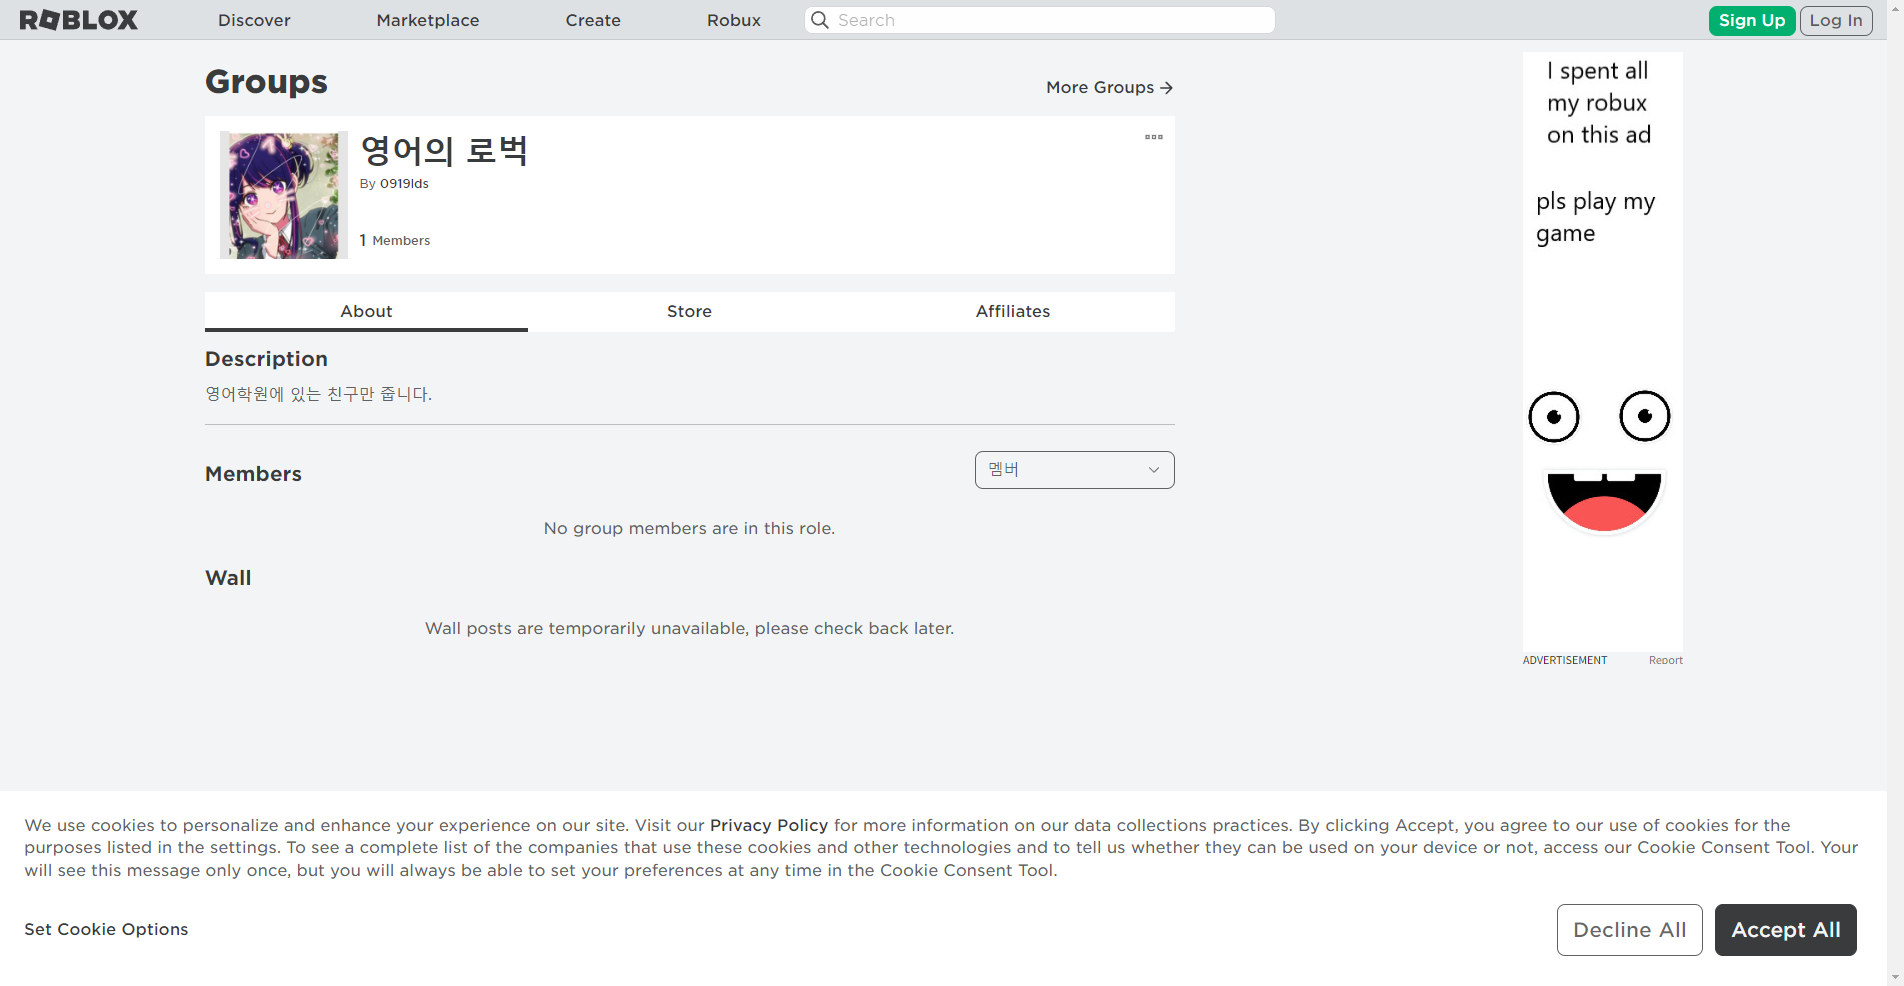 ROBLOX Discover Marketplace Create Robux Search Sign Up Log In
Groups
More Groups
영어의 로벅
By 0919lds
1 Members
About Store Affiliates
Description
영어학원에 있는 친구만 줍니다.
Members
멤버
No group members are in this role.
Wall
Wall posts are temporarily unavailable, please check back later.
I spent all
my robux
on this ad
pls play my
game
ADVERTISEMENT Report
We use cookies to personalize and enhance your experience on our site. Visit our Privacy Policy for more information on our data collections practices. By clicking Accept, you agree to our use of cookies for the
purposes listed in the settings. To see a complete list of the companies that use these cookies and other technologies and to tell us whether they can be used on your device or not, access our Cookie Consent Tool. Your
will see this message only once, but you will always be able to set your preferences at any time in the Cookie Consent Tool.
Set Cookie Options
Decline All Accept All